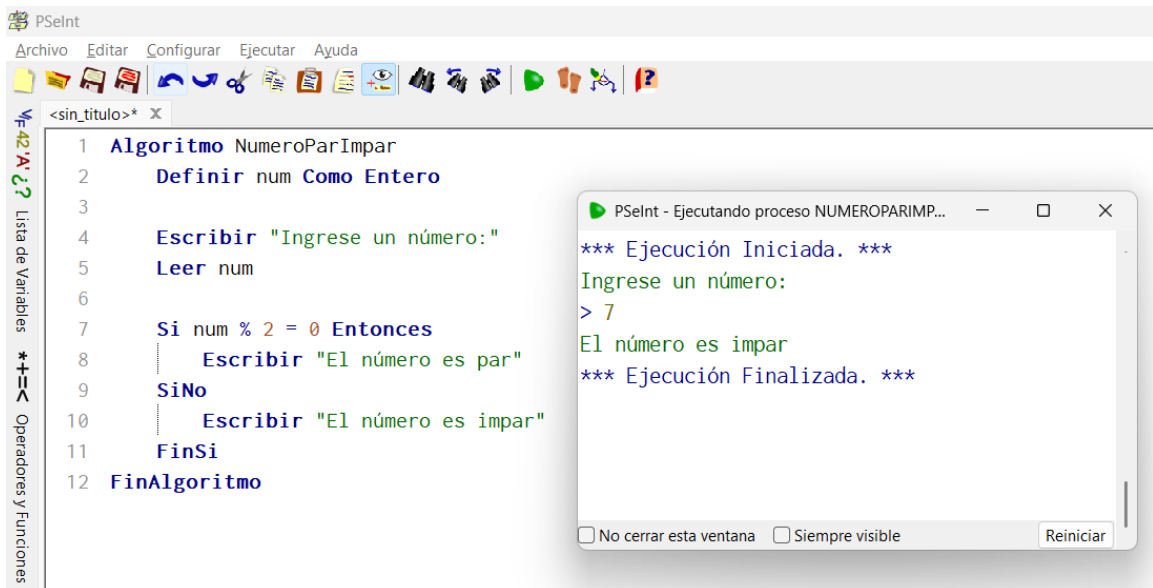 PSeInt
Archivo Editar Configurar Ejecutar Ayuda
<sin_titulo>* X
42 'A' ¿? Lista de Variables
*+=< Operadores y Funciones
1 Algoritmo NumeroParImpar
2 Definir num Como Entero
3
4 Escribir "Ingrese un número:"
5 Leer num
6
7 Si num % 2 = 0 Entonces
8 Escribir "El número es par"
9 SiNo
10 Escribir "El número es impar"
11 FinSi
12 FinAlgoritmo
PSeInt - Ejecutando proceso NUMEROPARIMP...
*** Ejecución Iniciada. ***
Ingrese un número:
> 7
El número es impar
*** Ejecución Finalizada. ***
No cerrar esta ventana Siempre visible Reiniciar